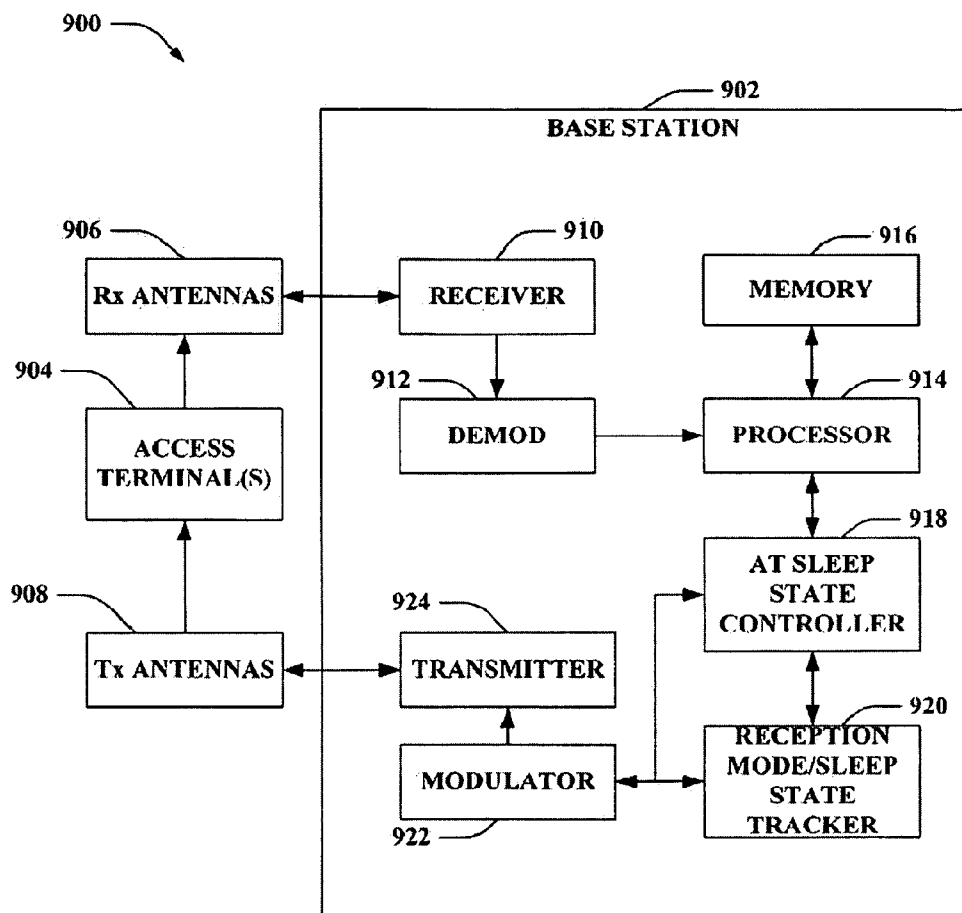 900
902
BASE STATION
906
Rx ANTENNAS
910
RECEIVER
916
MEMORY
904
ACCESS
TERMINAL(S)
912
DEMOD
914
PROCESSOR
918
AT SLEEP
STATE
CONTROLLER
908
Tx ANTENNAS
924
TRANSMITTER
920
RECEPTION
MODE/SLEEP
STATE
TRACKER
MODULATOR
922